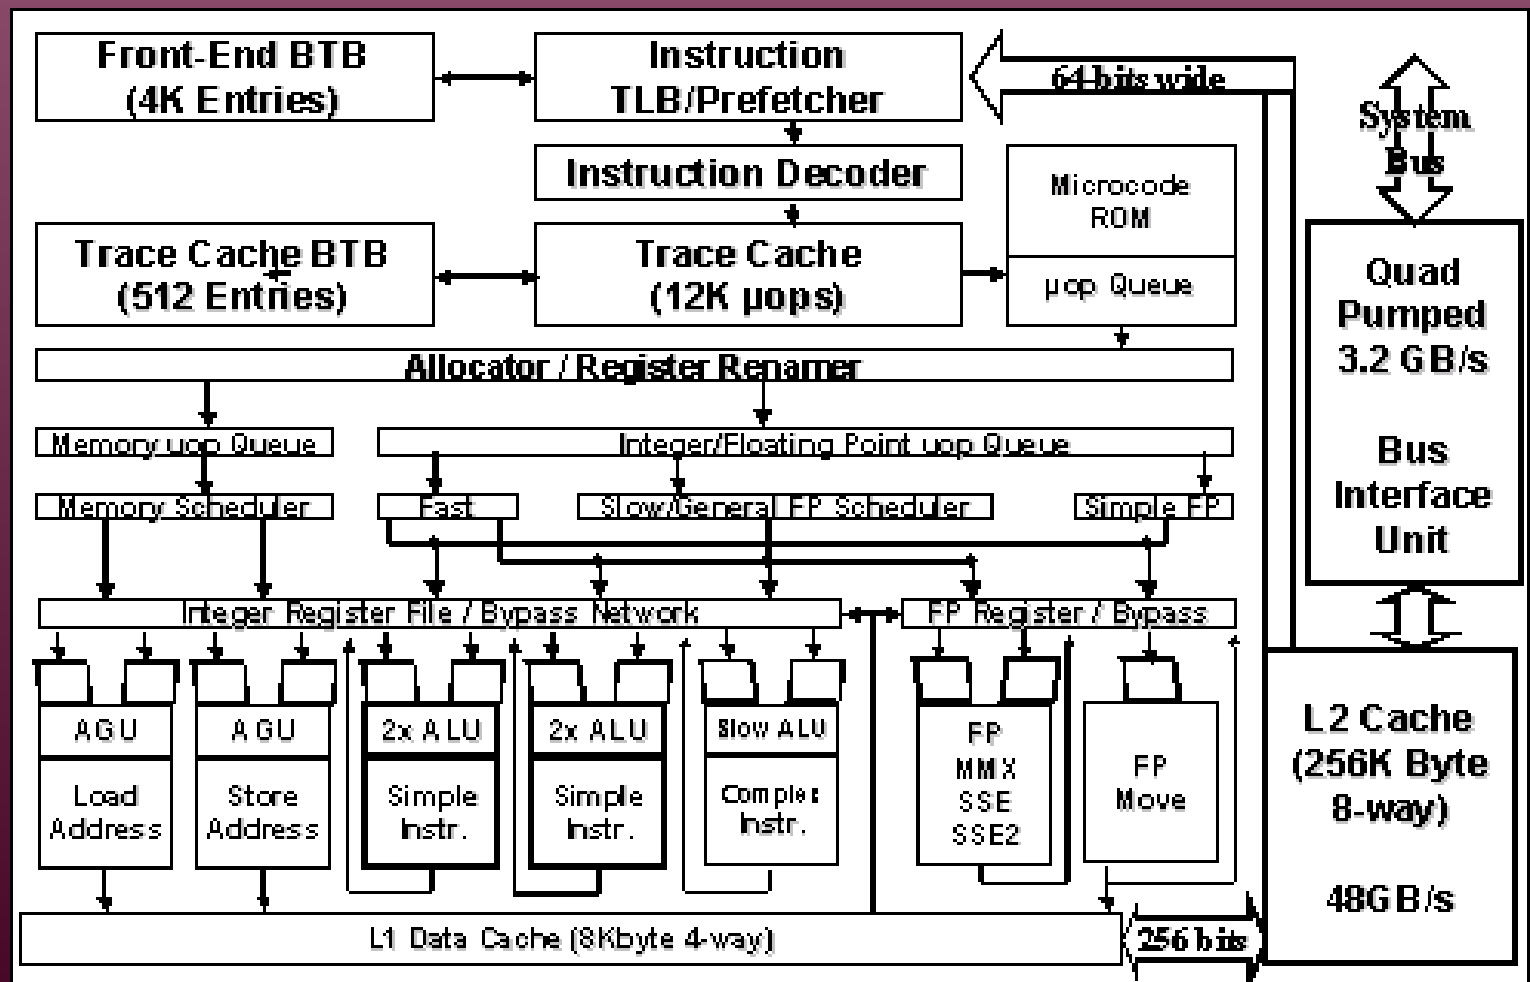 Front-End BTB
(4K Entries)
Instruction
TLB/Prefetcher
64-bits wide
System
Bus
Instruction Decoder
Microcode
ROM
Trace Cache BTB
(512 Entries)
Trace Cache
(12K µops)
µop Queue
Quad
Pumped
3.2 GB/s
Bus
Interface
Unit
Allocator / Register Renamer
Memory uop Queue
Integer/Floating Point uop Queue
Memory Scheduler
Fast
Slow/General FP Scheduler
Simple FP
Integer Register File / Bypass Network
FP Register / Bypass
AGU
Load
Address
AGU
Store
Address
2x ALU
Simple
Instr.
2x ALU
Simple
Instr.
Slow ALU
Complex
Instr.
FP
MMX
SSE
SSE2
FP
Move
L2 Cache
(256K Byte
8-way)
48GB/s
L1 Data Cache (8Kbyte 4-way)
256 bits